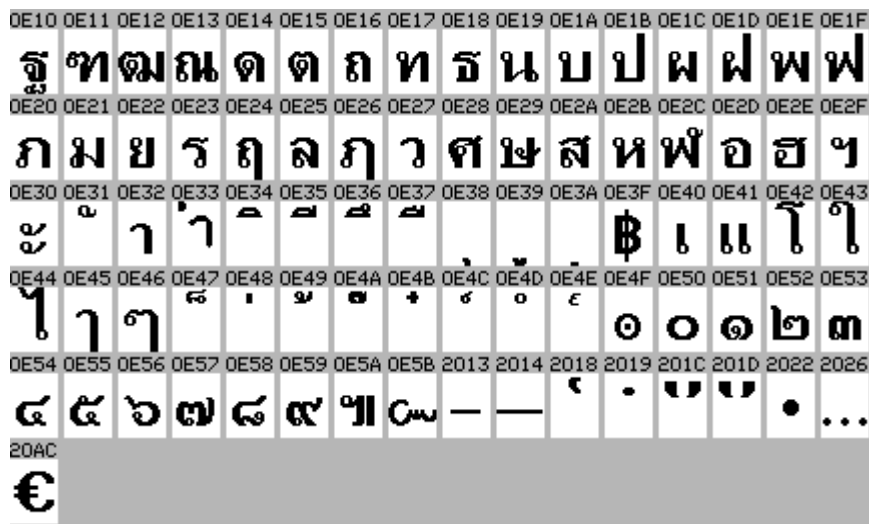 0E10 0E11 0E12 0E13 0E14 0E15 0E16 0E17 0E18 0E19 0E1A 0E1B 0E1C 0E1D 0E1E 0E1F
ฐ ฑ ฒ ณ ด ต ถ ท ธ น บ ป ผ ฝ พ ฟ
0E20 0E21 0E22 0E23 0E24 0E25 0E26 0E27 0E28 0E29 0E2A 0E2B 0E2C 0E2D 0E2E 0E2F
ภ ม ย ร ฤ ล ฦ ว ศ ษ ส ห ฬ อ ฮ ฯ
0E30 0E31 0E32 0E33 0E34 0E35 0E36 0E37 0E38 0E39 0E3A 0E3F 0E40 0E41 0E42 0E43
ะ ั า ำ ิ ี ึ ื ุ ู ฺ ฿ เ แ โ ใ
0E44 0E45 0E46 0E47 0E48 0E49 0E4A 0E4B 0E4C 0E4D 0E4E 0E4F 0E50 0E51 0E52 0E53
ไ ๅ ๆ ็ ่ ้ ๊ ๋ ์ ํ ๎ ๏ ๐ ๑ ๒ ๓
0E54 0E55 0E56 0E57 0E58 0E59 0E5A 0E5B 2013 2014 2018 2019 201C 201D 2022 2026
๔ ๕ ๖ ๗ ๘ ๙ ๚ ๛ – — ‘ ’ “ ” • …
20AC
€